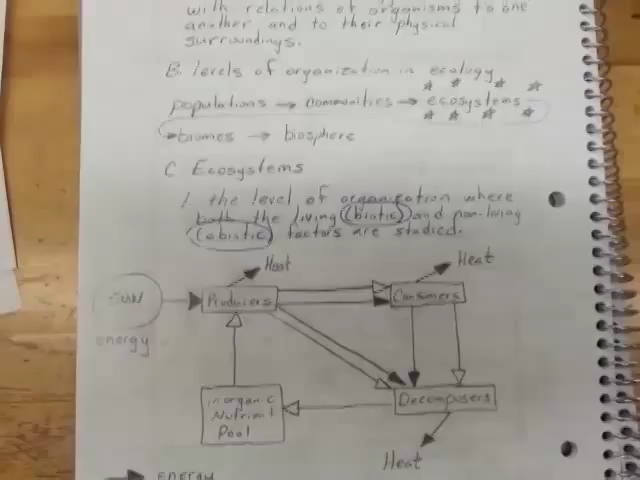 with relations of organisms to one
another and to their physical
surroundings.
B. levels of organization in ecology
populations → communities → ecosystems
biomes → biosphere
C Ecosystems
1. the level of organization where
both the living (biotic) and non-living
(abiotic) factors are studied.
Heat
Heat
SUN
Producers
Consumers
energy
inorganic
Nutrient
Pool
Decomposers
Heat
ENERGY